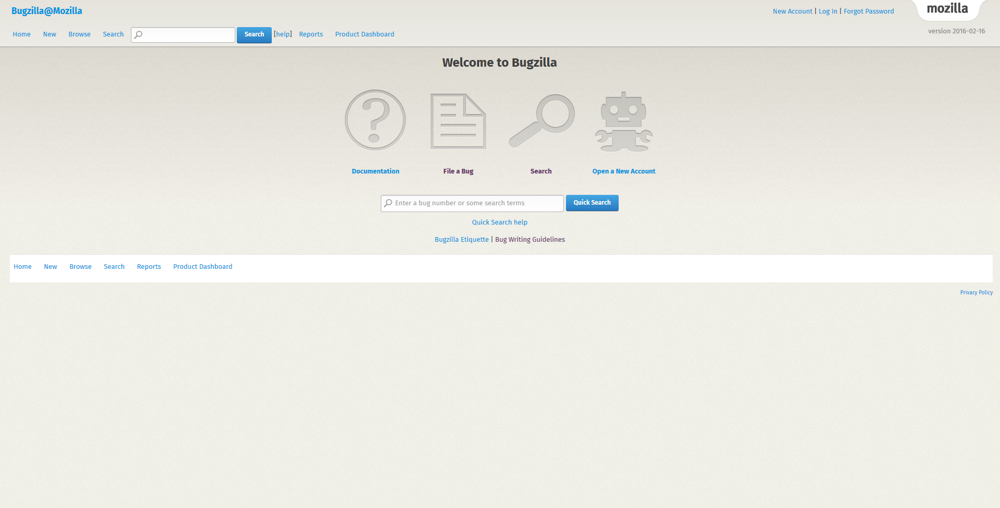 Bugzilla@Mozilla
New Account | Log In | Forgot Password
mozilla
Home New Browse Search Search [help] Reports Product Dashboard
version 2016-02-16
Welcome to Bugzilla
Documentation File a Bug Search Open a New Account
Enter a bug number or some search terms Quick Search
Quick Search help
Bugzilla Etiquette | Bug Writing Guidelines
Home New Browse Search Reports Product Dashboard
Privacy Policy